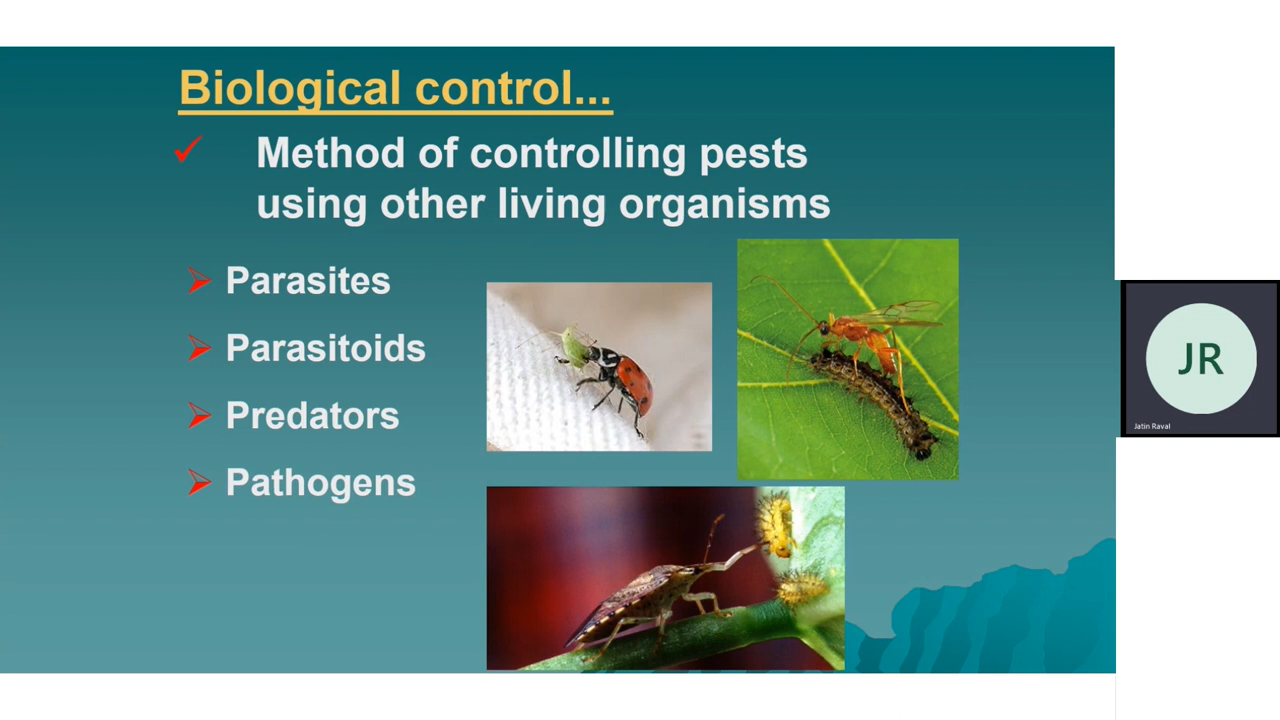 Biological control...
Method of controlling pests
using other living organisms
Parasites
Parasitoids
Predators
Pathogens
JR
Jatin Raval